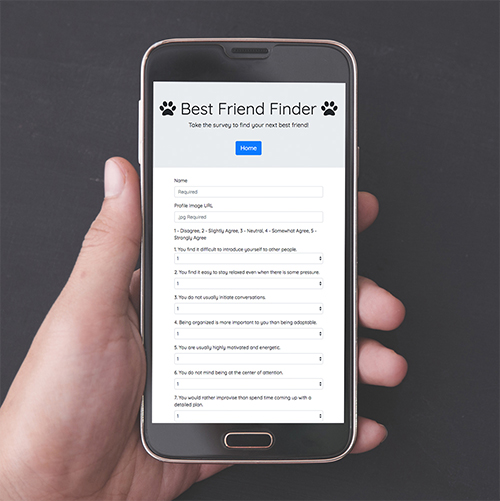 Best Friend Finder
Take the survey to find your next best friend!
Home
Name
Required
Profile Image URL
.jpg Required
1 - Disagree, 2 - Slightly Agree, 3 - Neutral, 4 - Somewhat Agree, 5 -
Strongly Agree
1. You find it difficult to introduce yourself to other people.
1
2. You find it easy to stay relaxed even when there is some pressure.
1
3. You do not usually initiate conversations.
1
4. Being organized is more important to you than being adaptable.
1
5. You are usually highly motivated and energetic.
1
6. You do not mind being at the center of attention.
1
7. You would rather improvise than spend time coming up with a
detailed plan.
1